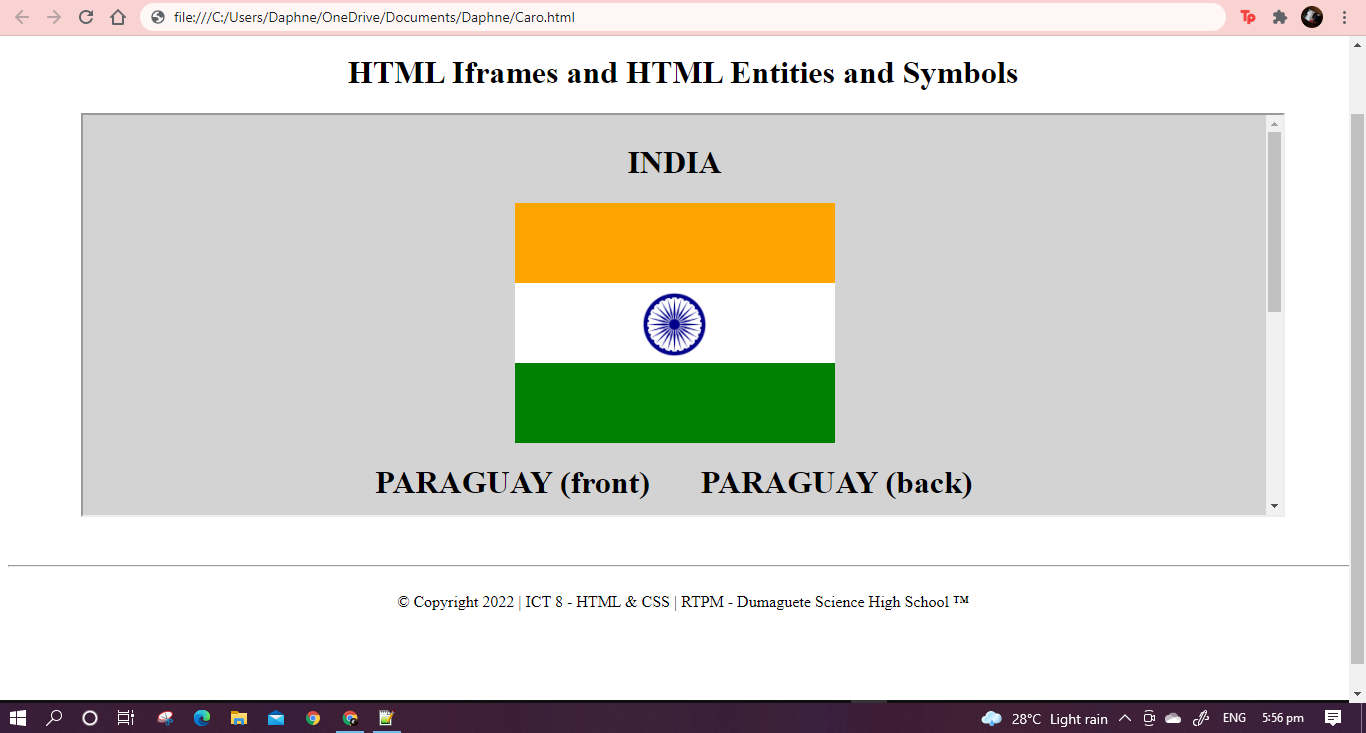 file:///C:/Users/Daphne/OneDrive/Documents/Daphne/Caro.html
Tp
HTML Iframes and HTML Entities and Symbols
INDIA
PARAGUAY (front) PARAGUAY (back)
© Copyright 2022 | ICT 8 - HTML & CSS | RTPM - Dumaguete Science High School ™
28°C Light rain ENG 5:56 pm